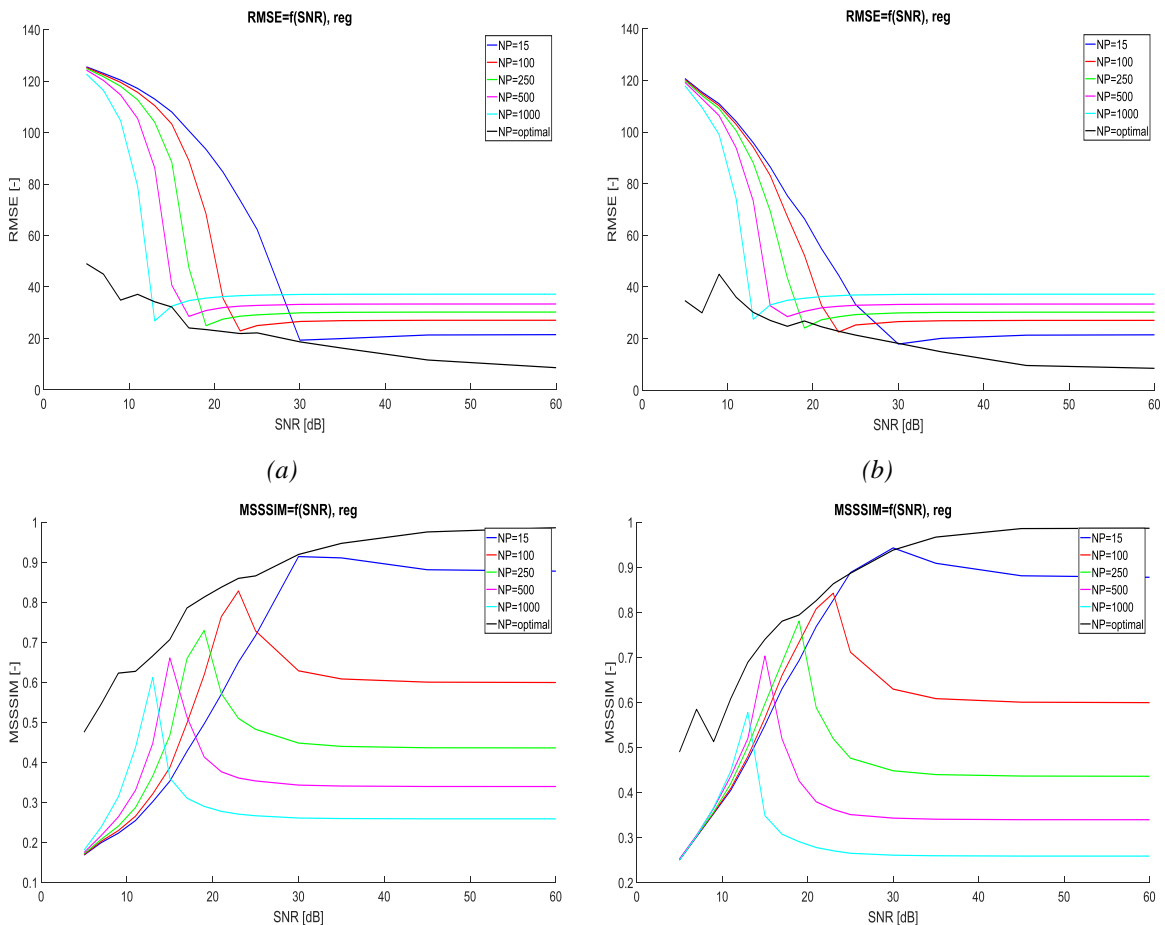 RMSE=f(SNR), reg
140
120
100
80
60
40
20
0
RMSE [-]
0 10 20 30 40 50 60
SNR [dB]
NP=15
NP=100
NP=250
NP=500
NP=1000
NP=optimal
(a)
RMSE=f(SNR), reg
140
120
100
80
60
40
20
0
RMSE [-]
0 10 20 30 40 50 60
SNR [dB]
NP=15
NP=100
NP=250
NP=500
NP=1000
NP=optimal
(b)
MSSSIM=f(SNR), reg
1
0.9
0.8
0.7
0.6
0.5
0.4
0.3
0.2
0.1
MSSSIM [-]
0 10 20 30 40 50 60
SNR [dB]
NP=15
NP=100
NP=250
NP=500
NP=1000
NP=optimal
MSSSIM=f(SNR), reg
1
0.9
0.8
0.7
0.6
0.5
0.4
0.3
0.2
MSSSIM [-]
0 10 20 30 40 50 60
SNR [dB]
NP=15
NP=100
NP=250
NP=500
NP=1000
NP=optimal